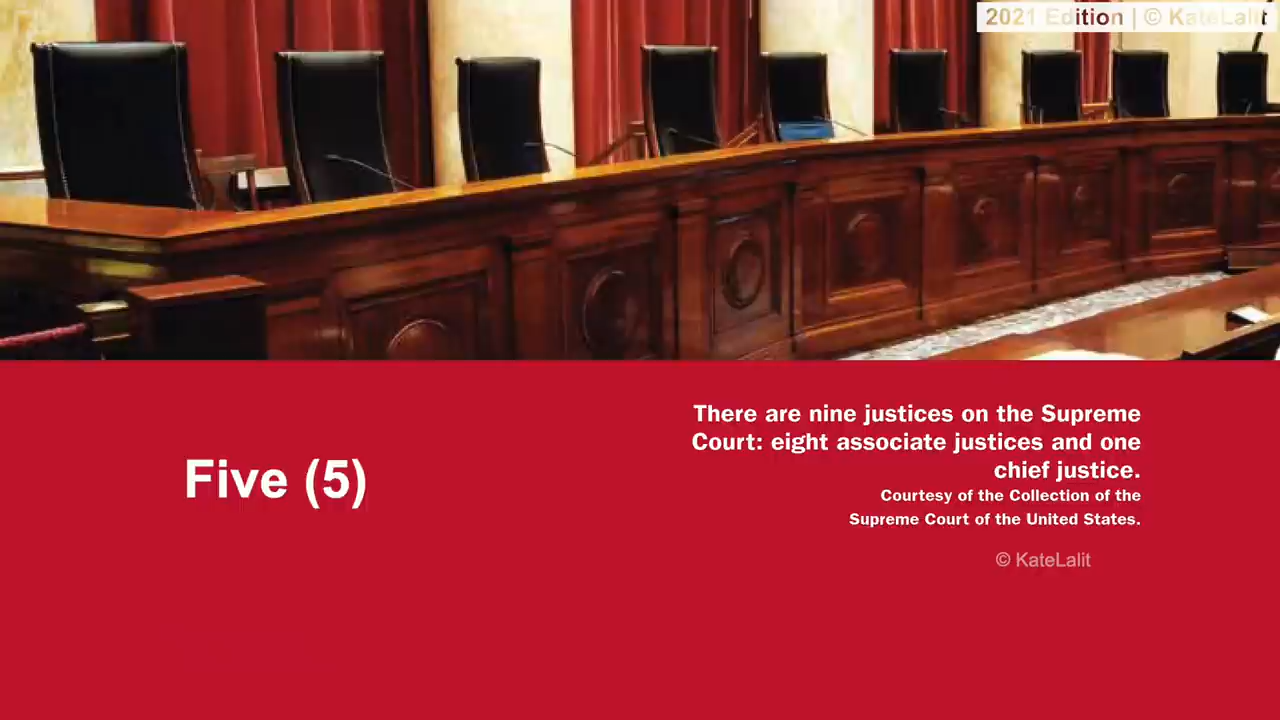 2021 Edition | © KateLalit
Five (5)
There are nine justices on the Supreme
Court: eight associate justices and one
chief justice.
Courtesy of the Collection of the
Supreme Court of the United States.
© KateLalit